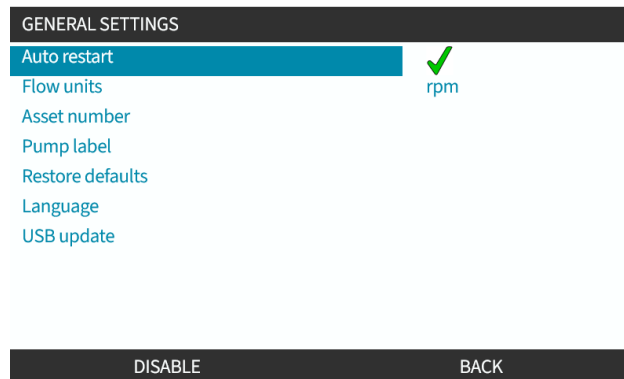 GENERAL SETTINGS
Auto restart
Flow units rpm
Asset number
Pump label
Restore defaults
Language
USB update
DISABLE BACK